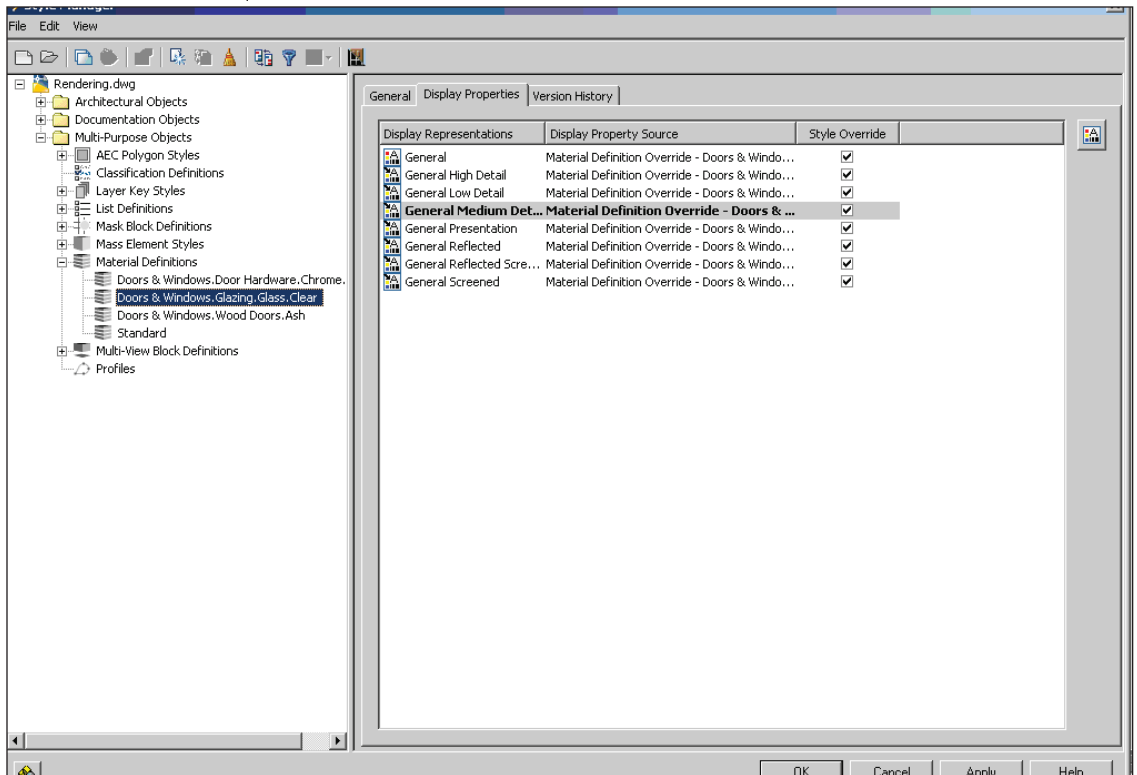 Style Manager
File Edit View
Rendering.dwg
Architectural Objects
Documentation Objects
Multi-Purpose Objects
AEC Polygon Styles
Classification Definitions
Layer Key Styles
List Definitions
Mask Block Definitions
Mass Element Styles
Material Definitions
Doors & Windows.Door Hardware.Chrome.
Doors & Windows.Glazing.Glass.Clear
Doors & Windows.Wood Doors.Ash
Standard
Multi-View Block Definitions
Profiles
General Display Properties Version History
Display Representations Display Property Source Style Override
General Material Definition Override - Doors & Windo...
General High Detail Material Definition Override - Doors & Windo...
General Low Detail Material Definition Override - Doors & Windo...
General Medium Det... Material Definition Override - Doors & ...
General Presentation Material Definition Override - Doors & Windo...
General Reflected Material Definition Override - Doors & Windo...
General Reflected Scre... Material Definition Override - Doors & Windo...
General Screened Material Definition Override - Doors & Windo...
OK Cancel Apply Help